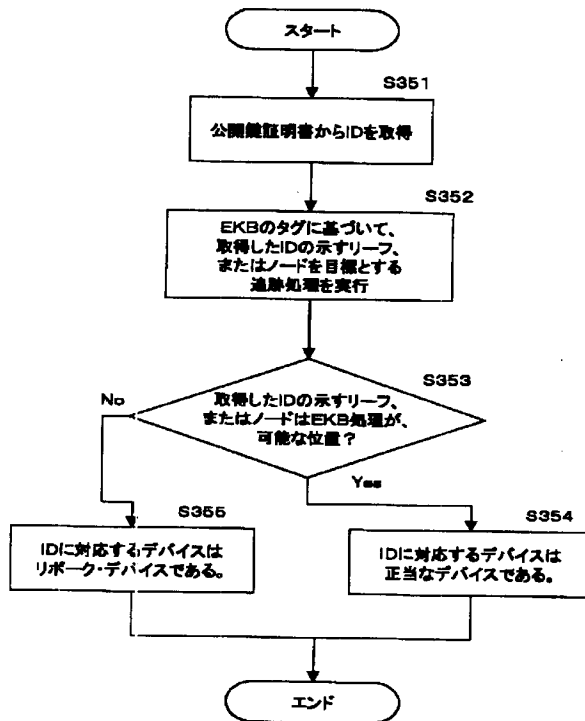 スタート
S351
公開鍵証明書からIDを取得
S352
EKBのタグに基づいて、
取得したIDの示すリーフ、
またはノードを目標とする
追跡処理を実行
S353
取得したIDの示すリーフ、
またはノードはEKB処理が、
可能な位置?
No
Yes
S355
IDに対応するデバイスは
リボーク・デバイスである。
S354
IDに対応するデバイスは
正当なデバイスである。
エンド